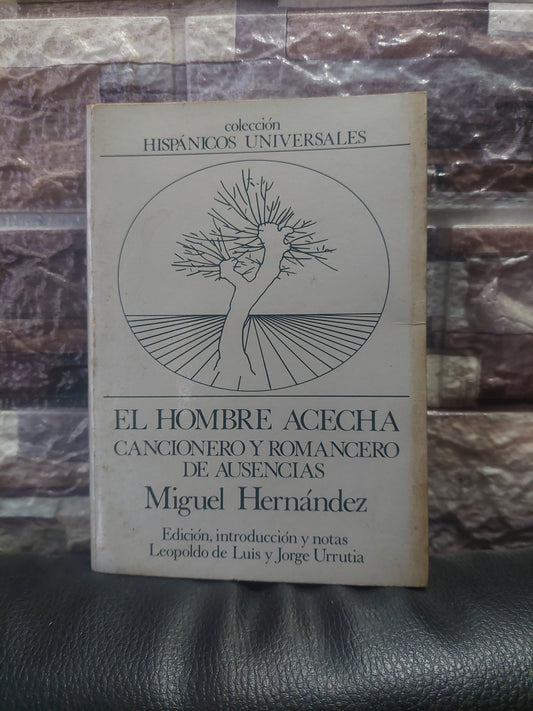 colección
HISPÁNICOS UNIVERSALES
EL HOMBRE ACECHA
CANCIONERO Y ROMANCERO
DE AUSENCIAS
Miguel Hernández
Edición, introducción y notas
Leopoldo de Luis y Jorge Urrutia